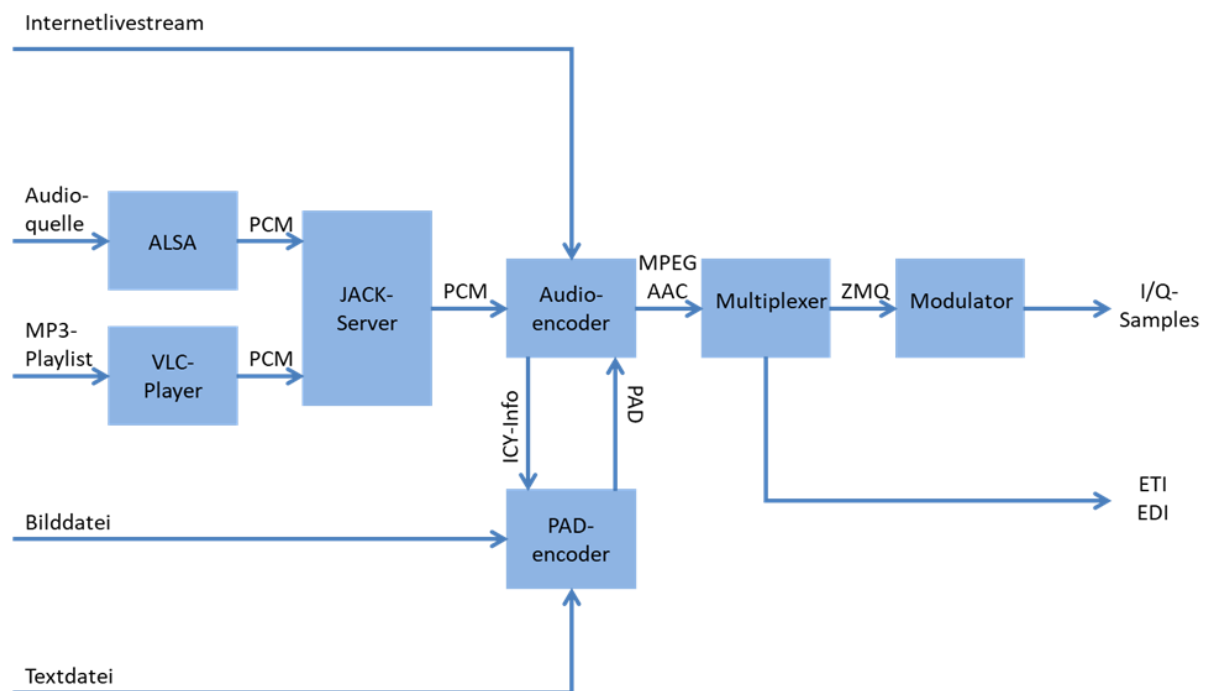 Internetlivestream
Audio-
quelle
ALSA
PCM
MP3-
Playlist
VLC-
Player
PCM
JACK-
Server
PCM
Audio-
encoder
MPEG
AAC
Multiplexer
ZMQ
Modulator
I/Q-
Samples
ICY-Info
PAD
ETI
EDI
Bilddatei
PAD-
encoder
Textdatei